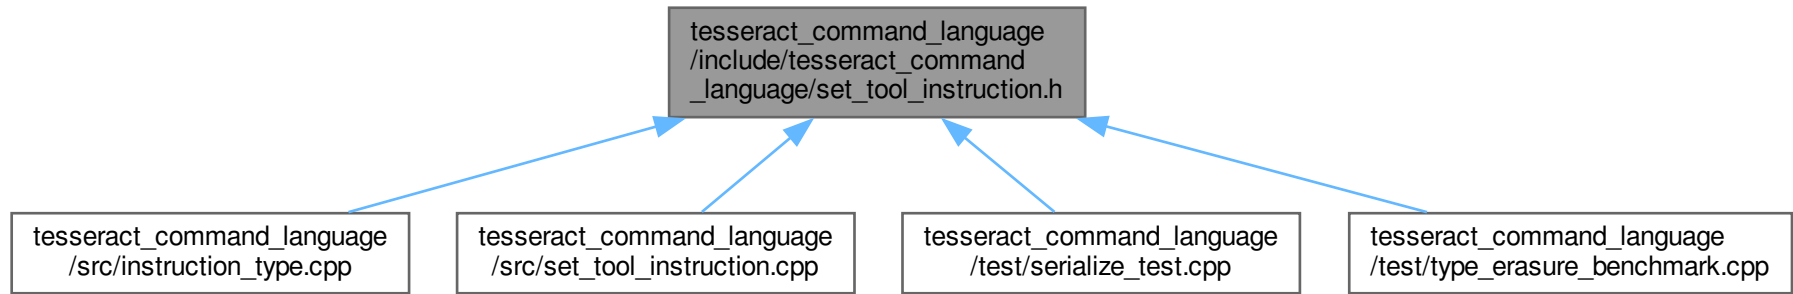 tesseract_command_language
/include/tesseract_command
_language/set_tool_instruction.h
tesseract_command_language
/src/instruction_type.cpp
tesseract_command_language
/src/set_tool_instruction.cpp
tesseract_command_language
/test/serialize_test.cpp
tesseract_command_language
/test/type_erasure_benchmark.cpp